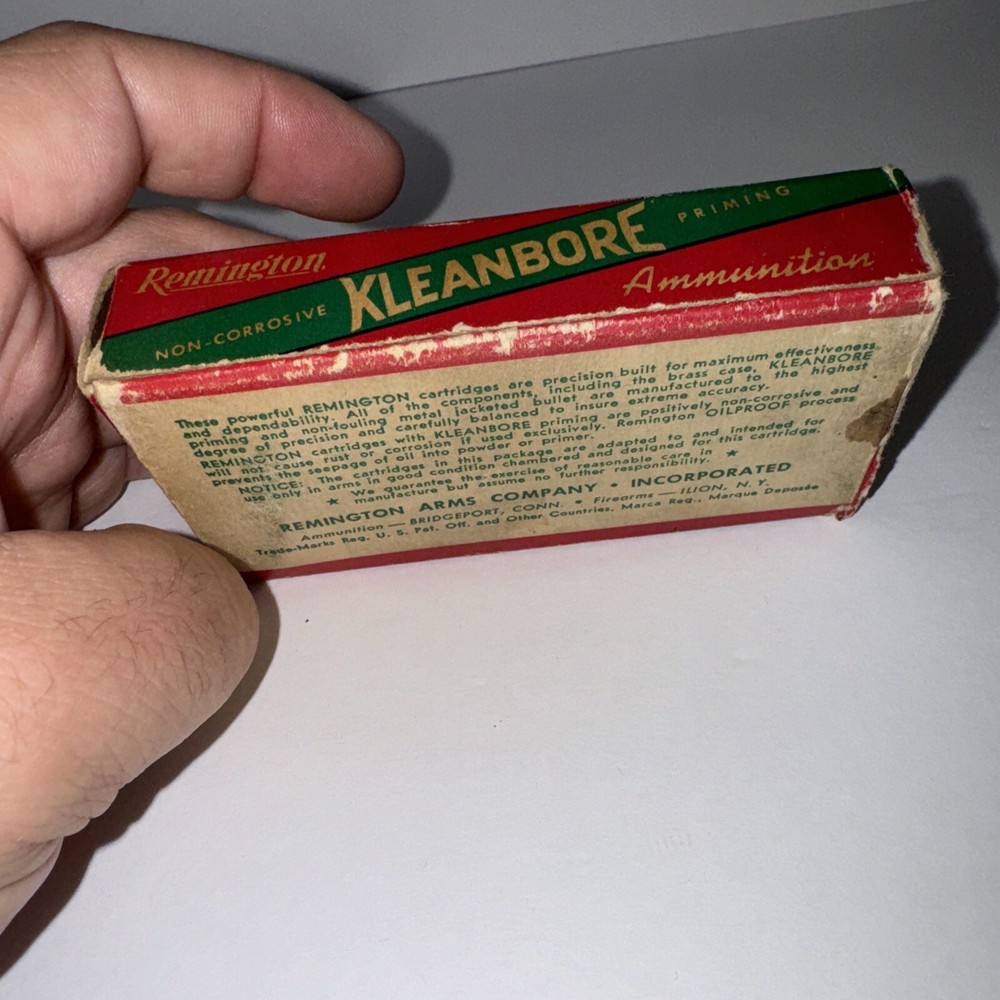 Remington
NON-CORROSIVE KLEANBORE PRIMING
Ammunition
These powerful REMINGTON cartridges are precision built for maximum effectiveness
and dependability. All of the components, including the brass case, KLEANBORE
priming and non-fouling metal jacketed bullet are manufactured to the highest
degree of precision and carefully balanced to insure extreme accuracy.
REMINGTON cartridges with KLEANBORE priming are positively non-corrosive and
will not cause rust or corrosion if used exclusively. Remington OILPROOF process
prevents the seepage of oil into powder or primer.
NOTICE: The cartridges in this package are adapted to and intended for
use only in arms in good condition chambered and designed for this cartridge.
★ We guarantee the exercise of reasonable care in ★
manufacture but assume no further responsibility.
REMINGTON ARMS COMPANY • INCORPORATED
Ammunition — BRIDGEPORT, CONN. • Firearms — ILION, N. Y.
Trade-Marks Reg. U. S. Pat. Off. and Other Countries, Marca Reg., Marque Deposée